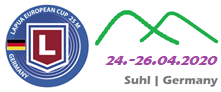 LAPUA EUROPEAN CUP 25 M
L
GERMANY
24.-26.04.2020
Suhl | Germany